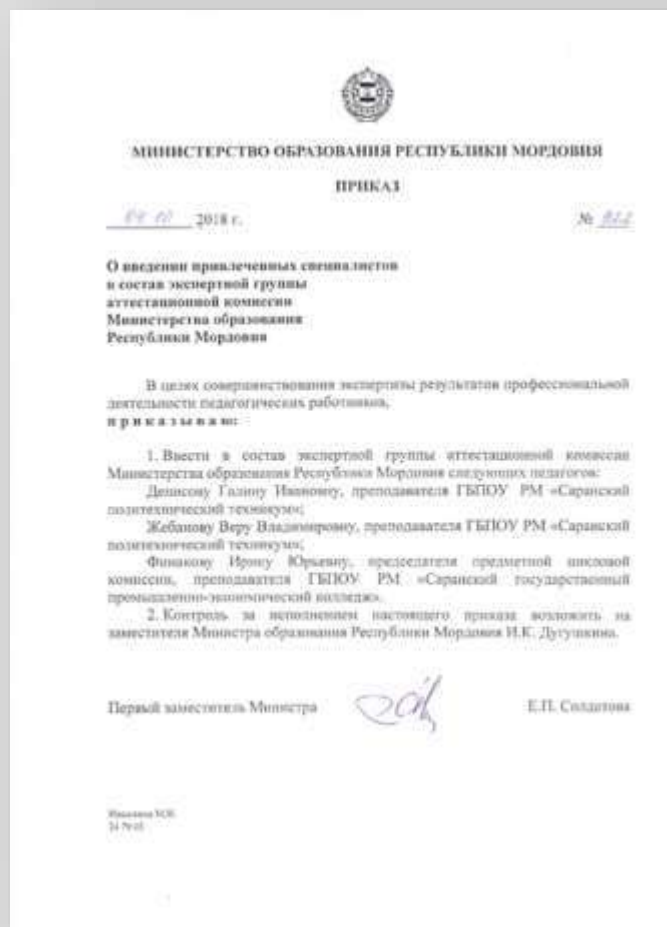 МИНИСТЕРСТВО ОБРАЗОВАНИЯ РЕСПУБЛИКИ МОРДОВИЯ
ПРИКАЗ
2018 г. №
О введении привлеченных специалистов
в состав экспертной группы
аттестационной комиссии
Министерства образования
Республики Мордовия
В целях совершенствования экспертизы результатов профессиональной
деятельности педагогических работников,
п р и к а з ы в а ю:
1. Ввести в состав экспертной группы аттестационной комиссии
Министерства образования Республики Мордовия следующих педагогов:
Денисову Галину Ивановну, преподавателя ГБПОУ РМ «Саранский
политехнический техникум»;
Жебанову Веру Владимировну, преподавателя ГБПОУ РМ «Саранский
политехнический техникум»;
Финакову Ирину Юрьевну, председателя предметной цикловой
комиссии, преподавателя ГБПОУ РМ «Саранский государственный
промышленно-экономический колледж».
2. Контроль за исполнением настоящего приказа возложить на
заместителя Министра образования Республики Мордовия И.К. Дугушкина.
Первый заместитель Министра Е.П. Солдатова